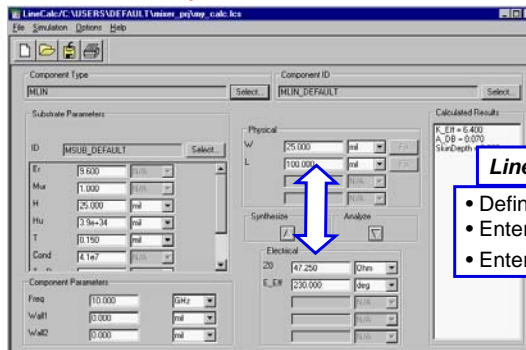 LineCalc/C:\USERS\DEFAULT\mixer_prj\my_calc.lcs
File Simulation Options Help
Component Type
MLIN
Select...
Component ID
MLIN_DEFAULT
Select...
Substrate Parameters
ID
MSUB_DEFAULT
Select...
Er 9.600 N/A
Mur 1.000 N/A
H 25.000 mil
Hu 3.9e+34 mil
T 0.150 mil
Cond 4.1e7 N/A
Physical
W 25.000 mil
L 100.000 mil
N/A
N/A
Synthesize
Analyze
Electrical
Z0 47.250 Ohm
E_Eff 230.000 deg
N/A
N/A
N/A
Calculated Results
K_Eff = 6.400
A_DB = 0.070
SkinDepth =
Line
• Defin
• Enter
• Enter
Component Parameters
Freq 10.000 GHz
Wall1 0.000 mil
Wall2 0.000 mil